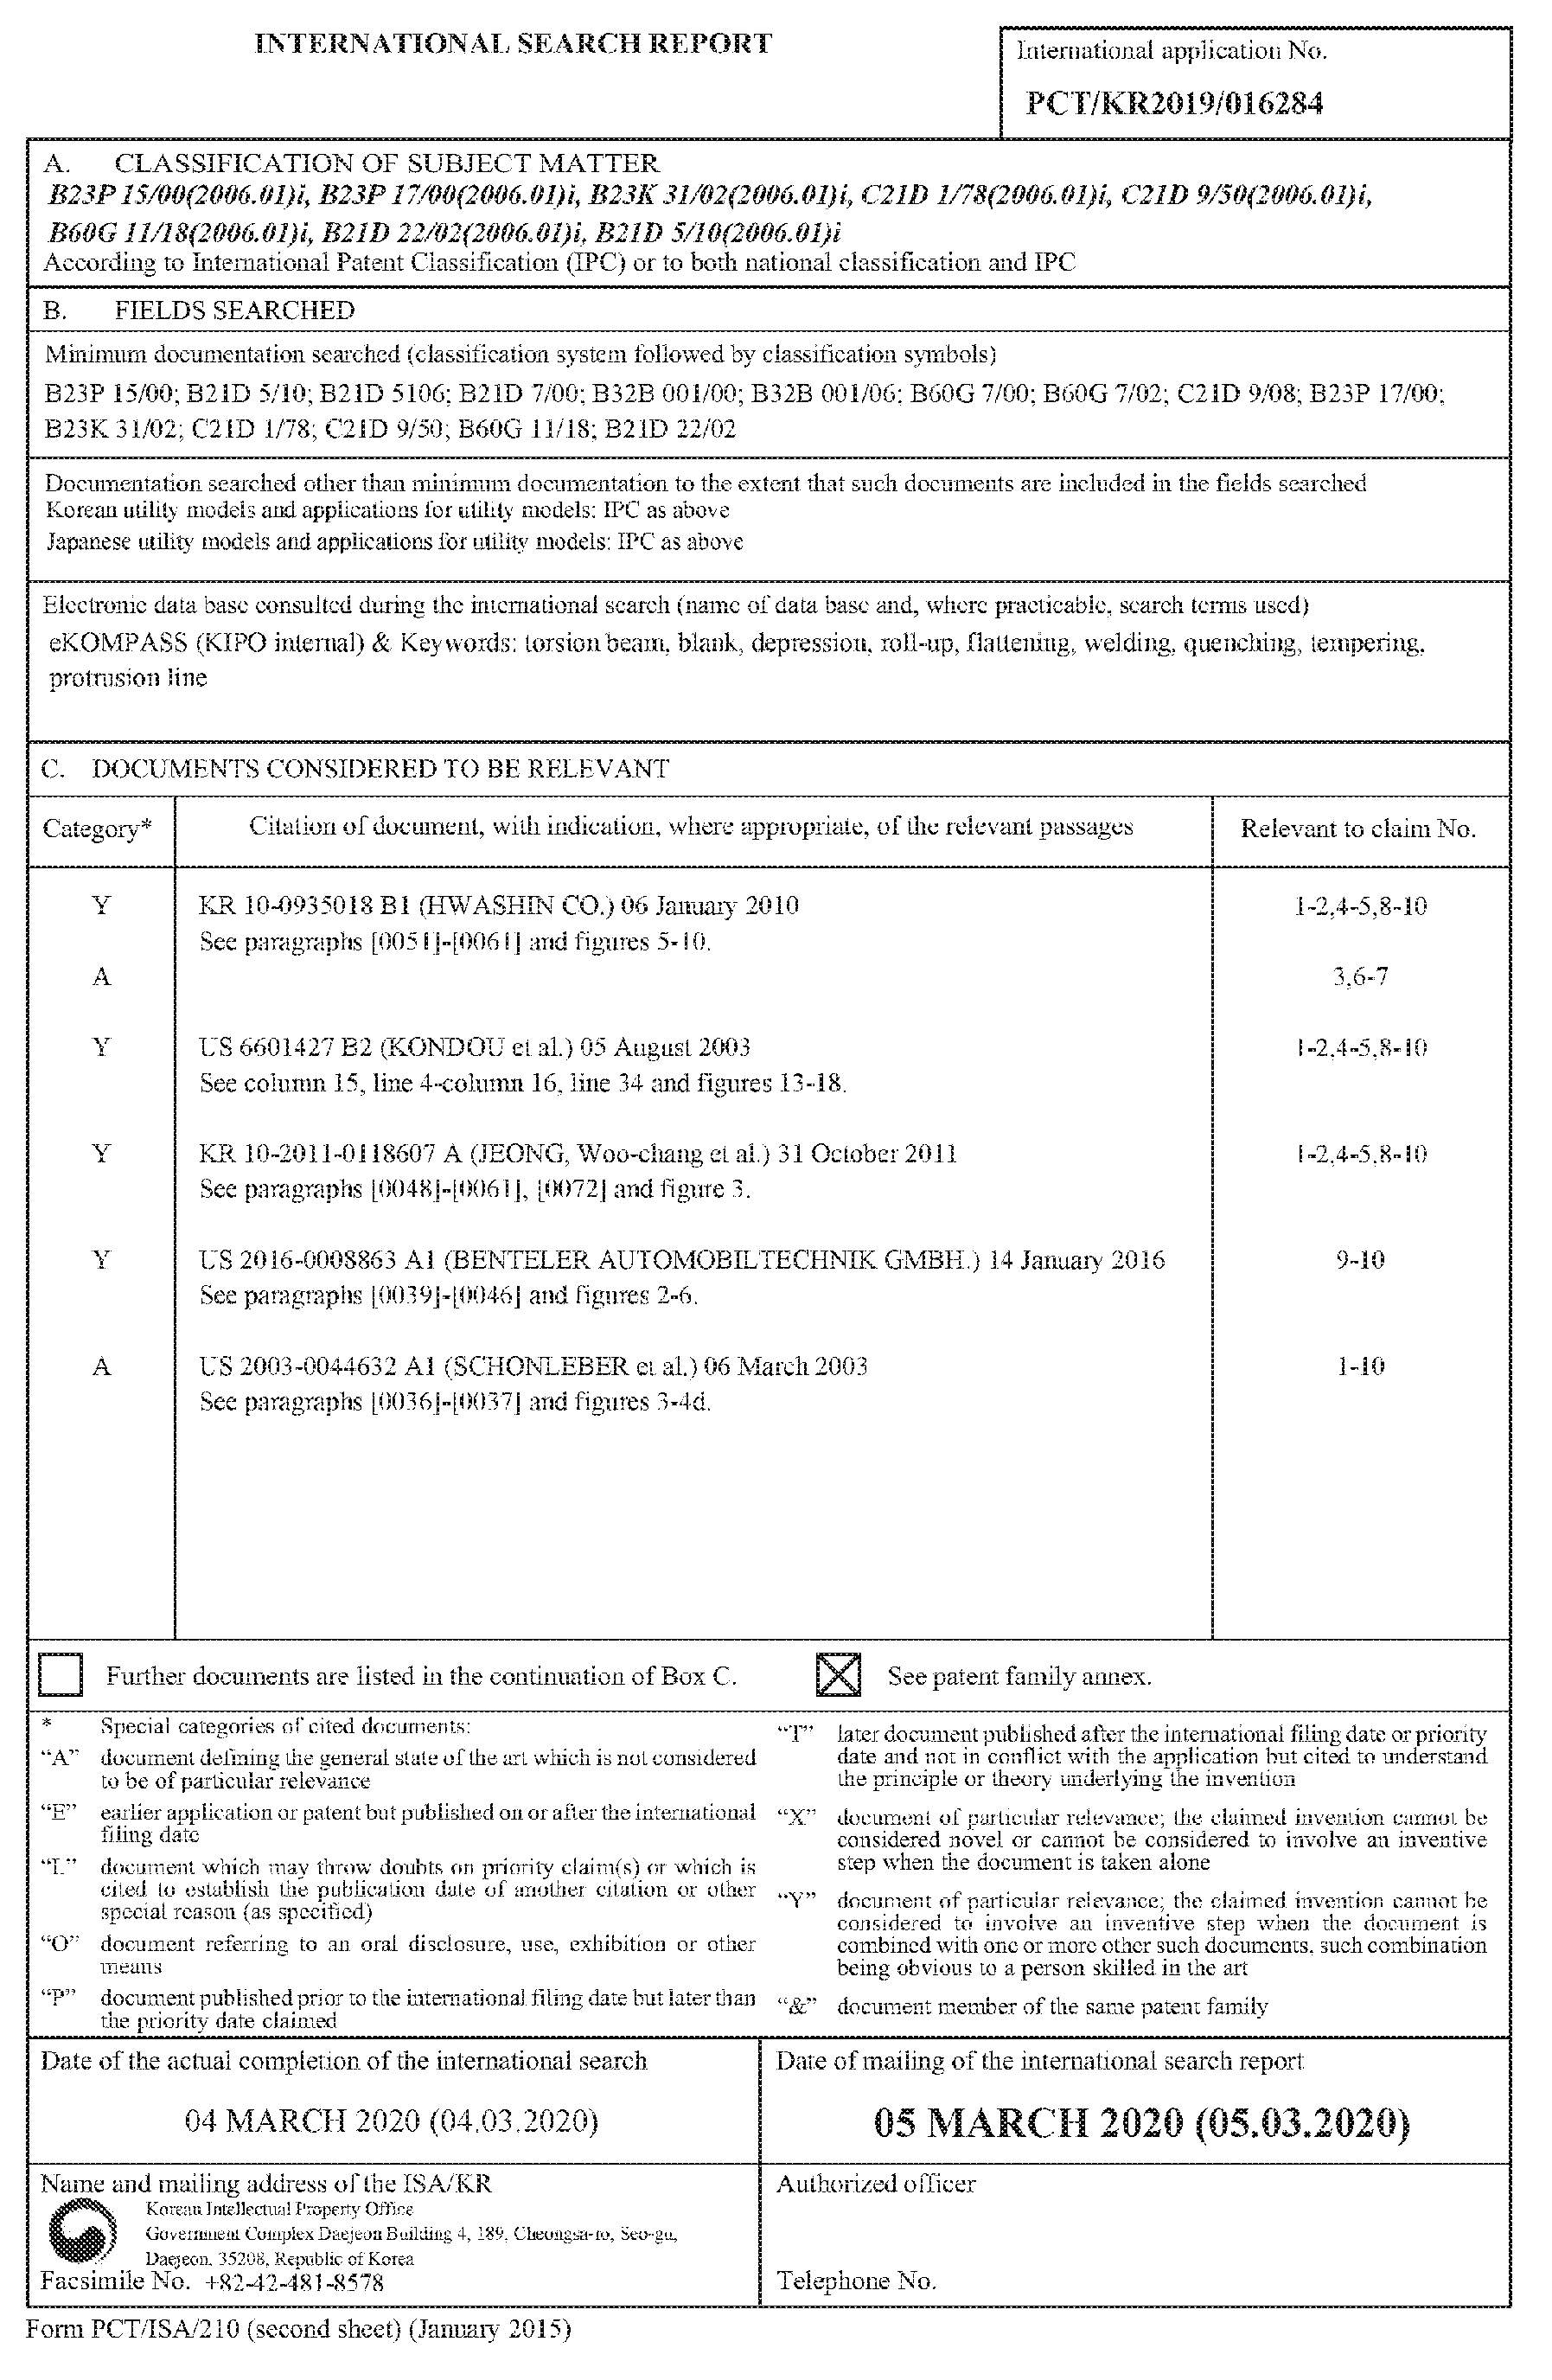 INTERNATIONAL SEARCH REPORT
International application No.
PCT/KR2019/016284
A. CLASSIFICATION OF SUBJECT MATTER
B23P 15/00(2006.01)i, B23P 17/00(2006.01)i, B23K 31/02(2006.01)i, C21D 1/78(2006.01)i, C21D 9/50(2006.01)i,
B60G 11/18(2006.01)i, B21D 22/02(2006.01)i, B21D 5/10(2006.01)i
According to International Patent Classification (IPC) or to both national classification and IPC
B. FIELDS SEARCHED
Minimum documentation searched (classification system followed by classification symbols)
B23P 15/00; B21D 5/10; B21D 5106; B21D 7/00; B32B 001/00; B32B 001/06; B60G 7/00; B60G 7/02; C21D 9/08; B23P 17/00;
B23K 31/02; C21D 1/78; C21D 9/50; B60G 11/18; B21D 22/02
Documentation searched other than minimum documentation to the extent that such documents are included in the fields searched
Korean utility models and applications for utility models: IPC as above
Japanese utility models and applications for utility models: IPC as above
Electronic data base consulted during the international search (name of data base and, where practicable, search terms used)
eKOMPASS (KIPO internal) & Keywords: torsion beam, blank, depression, roll-up, flattening, welding, quenching, tempering,
protrusion line
C. DOCUMENTS CONSIDERED TO BE RELEVANT
Category* Citation of document, with indication, where appropriate, of the relevant passages Relevant to claim No.
Y KR 10-0935018 B1 (HWASHIN CO.) 06 January 2010 1-2,4-5,8-10
See paragraphs [0051]-[0061] and figures 5-10.
A 3,6-7
Y US 6601427 B2 (KONDOU et al.) 05 August 2003 1-2,4-5,8-10
See column 15, line 4-column 16, line 34 and figures 13-18.
Y KR 10-2011-0118607 A (JEONG, Woo-chang et al.) 31 October 2011 1-2,4-5,8-10
See paragraphs [0048]-[0061], [0072] and figure 3.
Y US 2016-0008863 A1 (BENTELER AUTOMOBILTECHNIK GMBH.) 14 January 2016 9-10
See paragraphs [0039]-[0046] and figures 2-6.
A US 2003-0044632 A1 (SCHONLEBER et al.) 06 March 2003 1-10
See paragraphs [0036]-[0037] and figures 3-4d.
Further documents are listed in the continuation of Box C. See patent family annex.
* Special categories of cited documents:
"A" document defining the general state of the art which is not considered
to be of particular relevance
"E" earlier application or patent but published on or after the international
filing date
"L" document which may throw doubts on priority claim(s) or which is
cited to establish the publication date of another citation or other
special reason (as specified)
"O" document referring to an oral disclosure, use, exhibition or other
means
"P" document published prior to the international filing date but later than
the priority date claimed
"T" later document published after the international filing date or priority
date and not in conflict with the application but cited to understand
the principle or theory underlying the invention
"X" document of particular relevance; the claimed invention cannot be
considered novel or cannot be considered to involve an inventive
step when the document is taken alone
"Y" document of particular relevance; the claimed invention cannot be
considered to involve an inventive step when the document is
combined with one or more other such documents, such combination
being obvious to a person skilled in the art
"&" document member of the same patent family
Date of the actual completion of the international search
04 MARCH 2020 (04.03.2020)
Date of mailing of the international search report
05 MARCH 2020 (05.03.2020)
Name and mailing address of the ISA/KR
Korean Intellectual Property Office
Government Complex Daejeon Building 4, 189, Cheongsa-ro, Seo-gu,
Daejeon, 35208, Republic of Korea
Facsimile No. +82-42-481-8578
Authorized officer
Telephone No.
Form PCT/ISA/210 (second sheet) (January 2015)